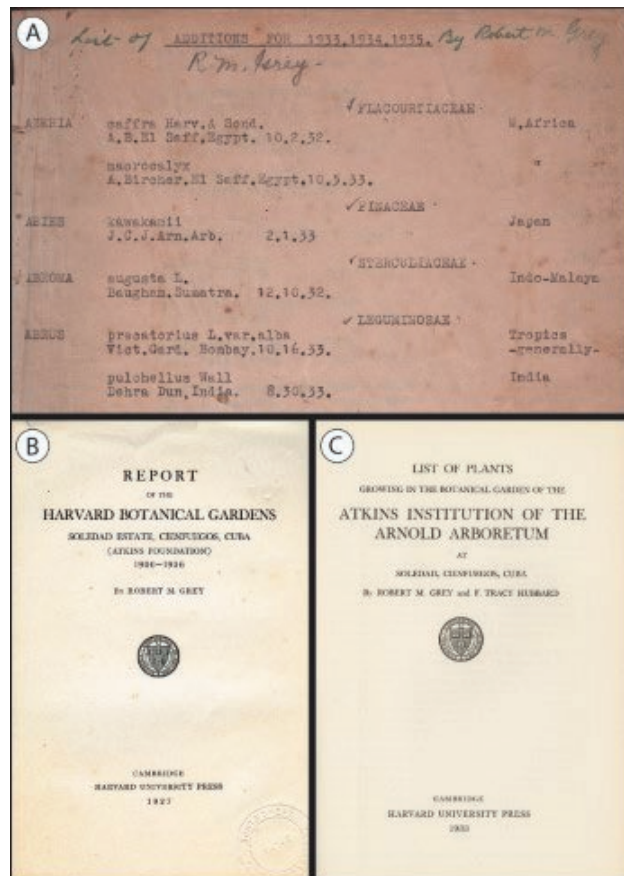 A
List of ADDITIONS FOR 1933,1934,1935. By Robert M. Grey
R.M. Grey-
✓FLACOURTIACEAE·
ABERIA caffra Harv.A Sond. W.Africa
A.B.El Saff,Egypt. 10.2.32.
macrocalyx "
A.Bircher,El Saff,Egypt,10.5.33.
✓PINACEAE·
ABIES kawakamii Japan
J.C.J.Arn.Arb. 2.1.33
✓STERCULIACEAE·
ABROMA augusta L. Indo-Malaya
Baughan,Sumatra. 12.10.32.
✓LEGUMINOSAE·
ABRUS precatorius L.var.alba Tropics
Vict.Gard. Bombay.10.16.33. -generally-
pulchellus Wall India
Dehra Dun,India. 8.30.33.
B
REPORT
OF THE
HARVARD BOTANICAL GARDENS
SOLEDAD ESTATE, CIENFUEGOS, CUBA
(ATKINS FOUNDATION)
1900–1926
BY ROBERT M. GREY
CAMBRIDGE
HARVARD UNIVERSITY PRESS
1927
C
LIST OF PLANTS
GROWING IN THE BOTANICAL GARDEN OF THE
ATKINS INSTITUTION OF THE
ARNOLD ARBORETUM
AT
SOLEDAD, CIENFUEGOS, CUBA
BY ROBERT M. GREY and F. TRACY HUBBARD
CAMBRIDGE
HARVARD UNIVERSITY PRESS
1933